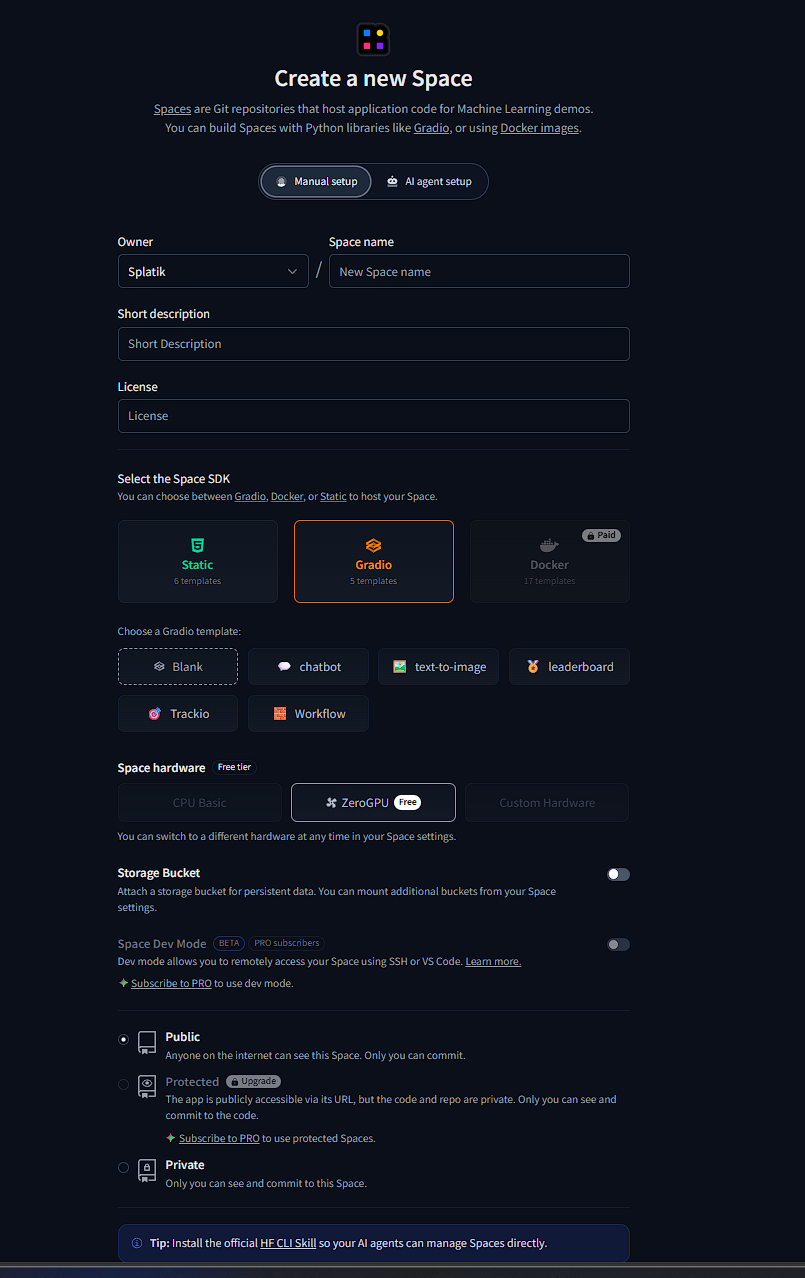 Create a new Space
Spaces are Git repositories that host application code for Machine Learning demos.
You can build Spaces with Python libraries like Gradio, or using Docker images.
Manual setup
AI agent setup
Owner
Space name
Splatik
/
New Space name
Short description
Short Description
License
License
Select the Space SDK
You can choose between Gradio, Docker, or Static to host your Space.
Static
6 templates
Gradio
5 templates
Paid
Docker
17 templates
Choose a Gradio template:
Blank
chatbot
text-to-image
leaderboard
Trackio
Workflow
Space hardware Free tier
CPU Basic
ZeroGPU Free
Custom Hardware
You can switch to a different hardware at any time in your Space settings.
Storage Bucket
Attach a storage bucket for persistent data. You can mount additional buckets from your Space
settings.
Space Dev Mode BETA PRO subscribers
Dev mode allows you to remotely access your Space using SSH or VS Code. Learn more.
Subscribe to PRO to use dev mode.
Public
Anyone on the internet can see this Space. Only you can commit.
Protected Upgrade
The app is publicly accessible via its URL, but the code and repo are private. Only you can see and
commit to the code.
Subscribe to PRO to use protected Spaces.
Private
Only you can see and commit to this Space.
Tip: Install the official HF CLI Skill so your AI agents can manage Spaces directly.